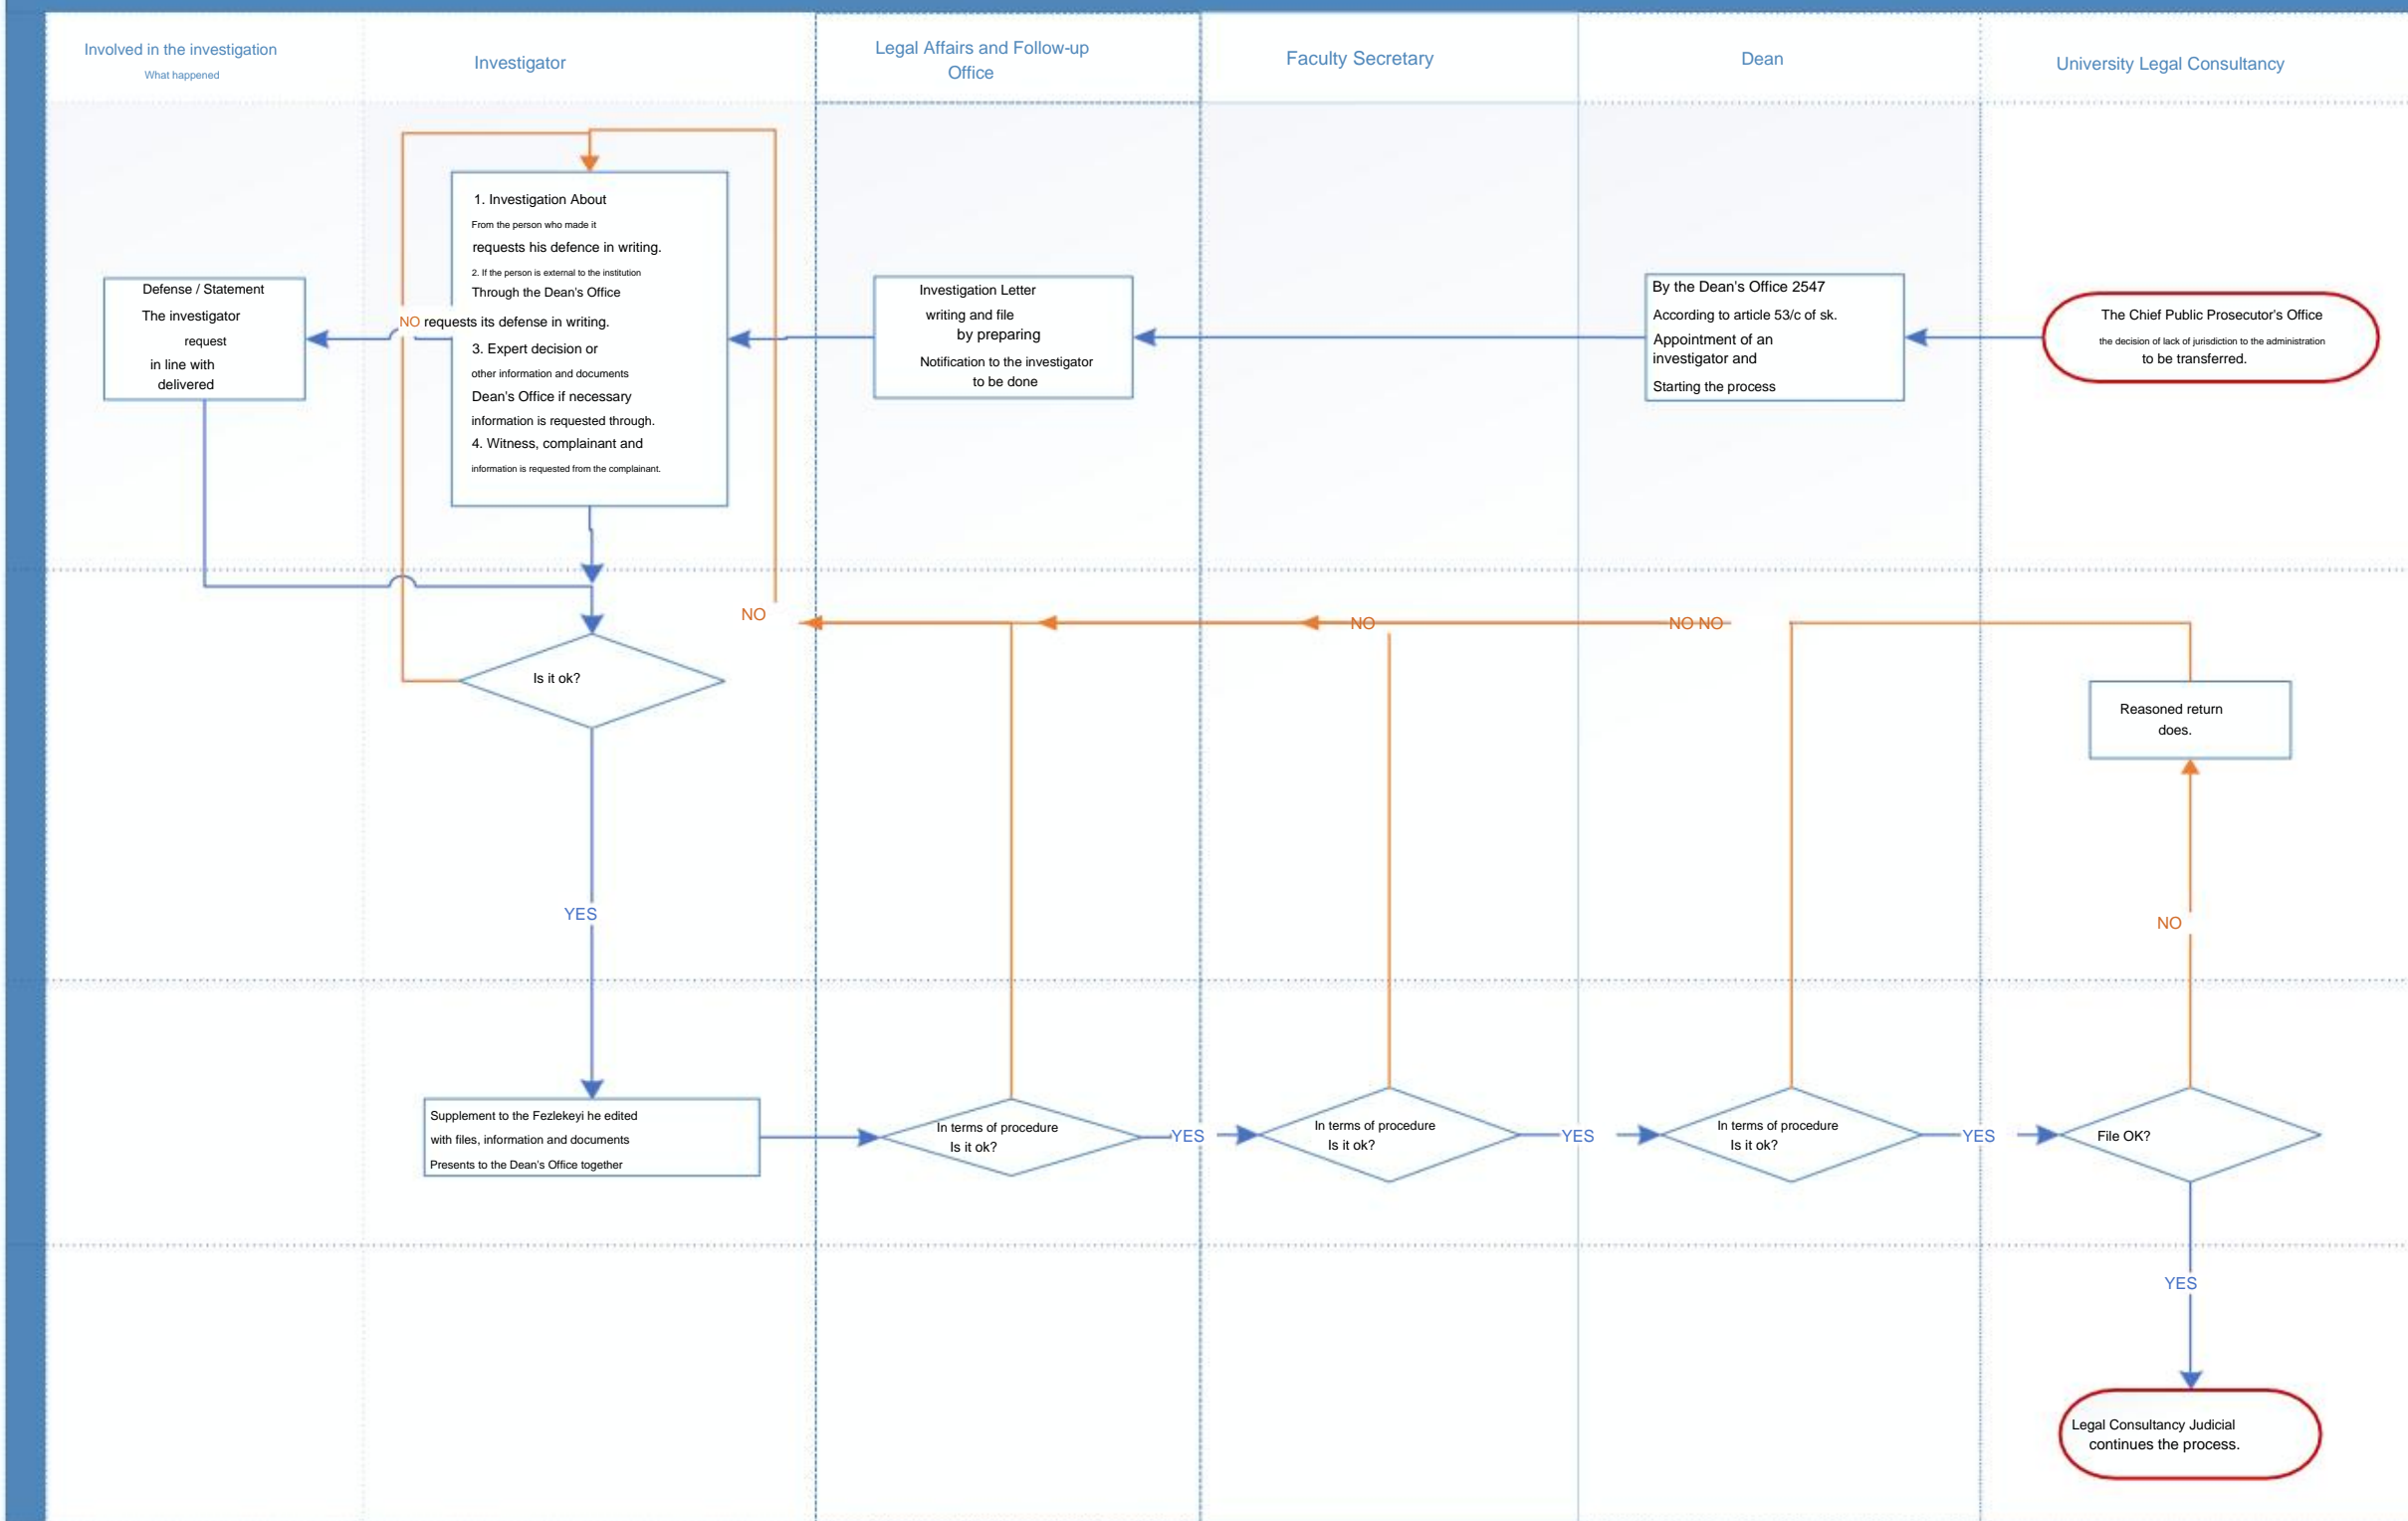 Involved in the investigation
What happened
Investigator
Legal Affairs and Follow-up
Office
Faculty Secretary
Dean
University Legal Consultancy
Defense / Statement
The investigator
request
in line with
delivered
1. Investigation About
From the person who made it
requests his defence in writing.
2. If the person is external to the institution
Through the Dean's Office
NO requests its defense in writing.
3. Expert decision or
other information and documents
Dean's Office if necessary
information is requested through.
4. Witness, complainant and
information is requested from the complainant.
Investigation Letter
writing and file
by preparing
Notification to the investigator
to be done
By the Dean's Office 2547
According to article 53/c of sk.
Appointment of an
investigator and
Starting the process
The Chief Public Prosecutor's Office
the decision of lack of jurisdiction to the administration
to be transferred.
NO
NO
NO NO
Is it ok?
Reasoned return
does.
YES
NO
Supplement to the Fezlekeyi he edited
with files, information and documents
Presents to the Dean's Office together
In terms of procedure
Is it ok?
YES
In terms of procedure
Is it ok?
YES
In terms of procedure
Is it ok?
YES
File OK?
YES
Legal Consultancy Judicial
continues the process.